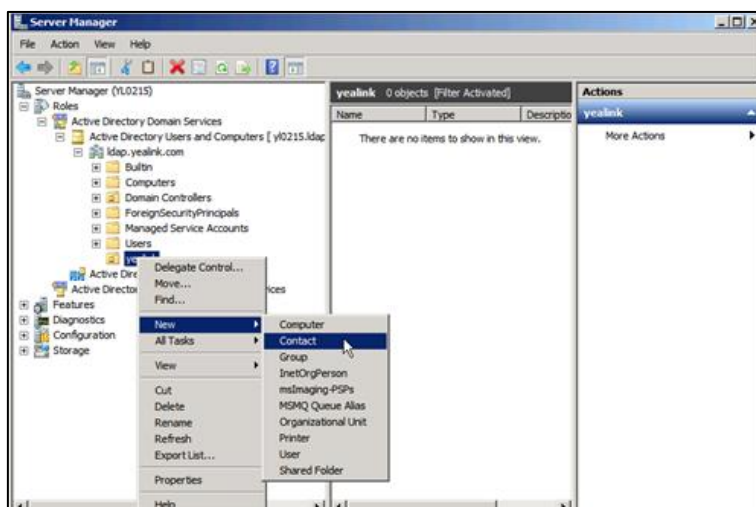 Server Manager
File Action View Help
Server Manager (YL0215)
Roles
Active Directory Domain Services
Active Directory Users and Computers [ yl0215.ldap
ldap.yealink.com
Builtin
Computers
Domain Controllers
ForeignSecurityPrincipals
Managed Service Accounts
Users
Active Dire
Active Director
ices
Features
Diagnostics
Configuration
Storage
yealink 0 objects [Filter Activated]
Name Type Descriptio
There are no items to show in this view.
Actions
yealink
More Actions
Delegate Control...
Move...
Find...
New
All Tasks
View
Cut
Delete
Rename
Refresh
Export List...
Properties
Help
Computer
Contact
Group
InetOrgPerson
msImaging-PSPs
MSMQ Queue Alias
Organizational Unit
Printer
User
Shared Folder